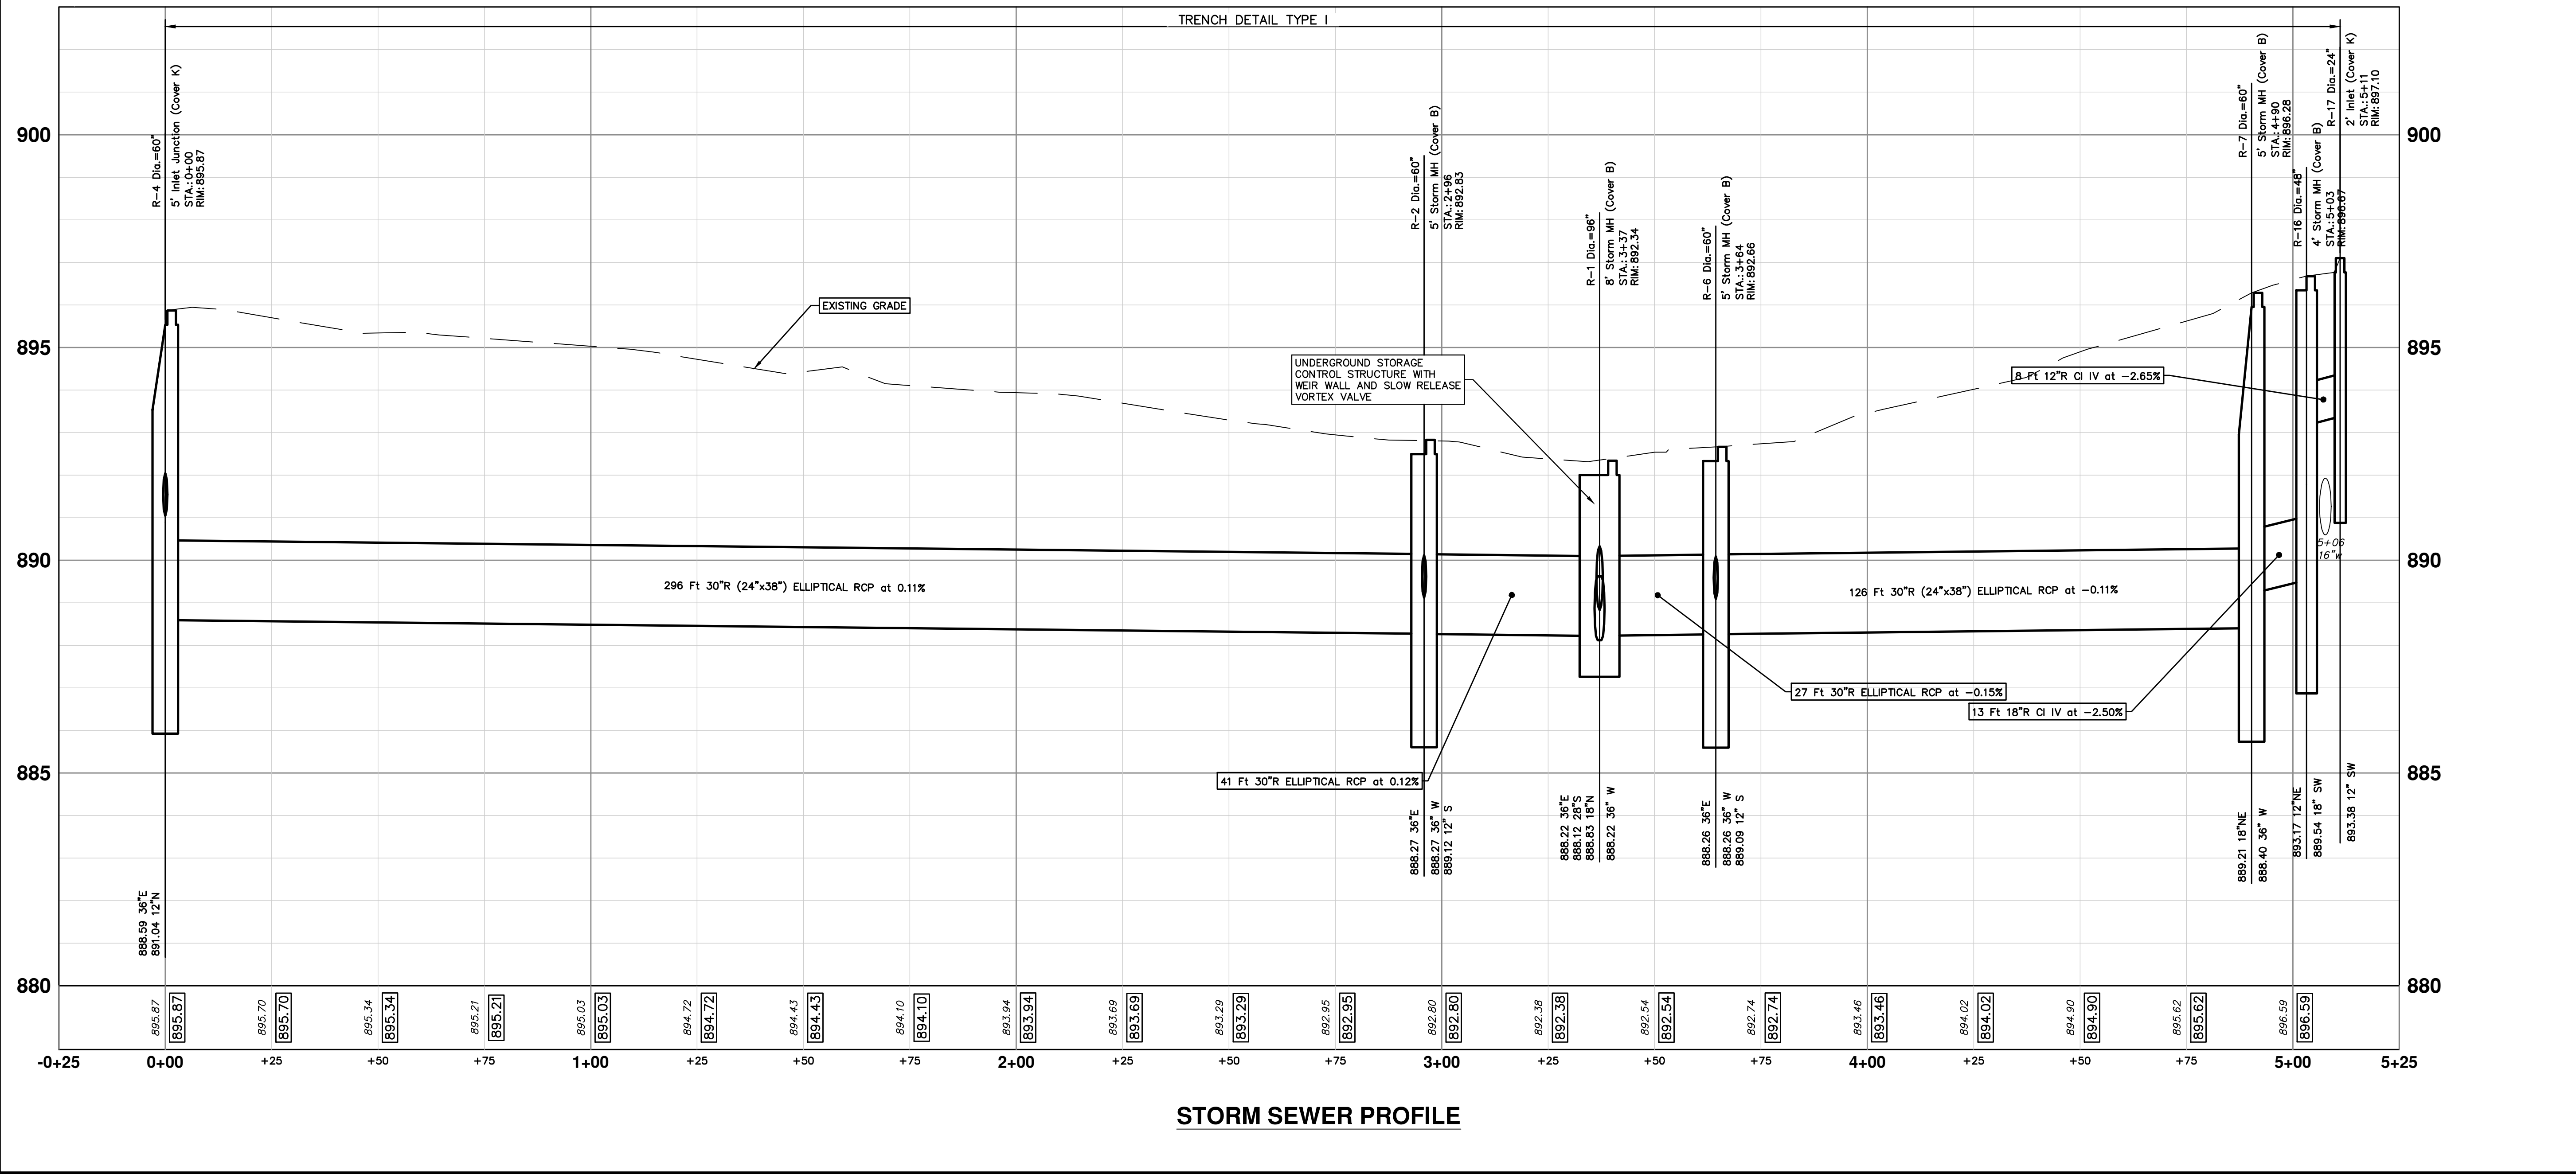 TRENCH DETAIL TYPE I
900
895
890
885
880
900
895
890
885
880
R-4 Dia.=60"
5' Inlet Junction (Cover K)
STA.:0+00
RIM:895.87
R-2 Dia.=60"
5' Storm MH (Cover B)
STA.:2+96
RIM:892.83
R-1 Dia.=96"
8' Storm MH (Cover B)
STA.:3+37
RIM:892.34
R-6 Dia.=60"
5' Storm MH (Cover B)
STA.:3+64
RIM:892.66
R-7 Dia.=60"
5' Storm MH (Cover B)
STA.:4+90
RIM:896.28
R-16 Dia.=48"
4' Storm MH (Cover B)
STA.:5+03
RIM:896.67
R-17 Dia.=24"
2' Inlet (Cover K)
STA.:5+11
RIM:897.10
EXISTING GRADE
UNDERGROUND STORAGE
CONTROL STRUCTURE WITH
WEIR WALL AND SLOW RELEASE
VORTEX VALVE
8 Ft 12"R Cl IV at -2.65%
5+06
16"w
296 Ft 30"R (24"x38") ELLIPTICAL RCP at 0.11%
126 Ft 30"R (24"x38") ELLIPTICAL RCP at -0.11%
27 Ft 30"R ELLIPTICAL RCP at -0.15%
13 Ft 18"R Cl IV at -2.50%
41 Ft 30"R ELLIPTICAL RCP at 0.12%
888.59 36"E
891.04 12"N
888.27 36"E
888.27 36" W
889.12 12" S
888.22 36"E
888.12 28"S
888.83 18"N
888.22 36" W
888.26 36"E
888.26 36" W
889.09 12" S
889.21 18"NE
888.40 36" W
893.17 12"NE
889.54 18" SW
893.38 12" SW
895.87 895.87
895.70 895.70
895.34 895.34
895.21 895.21
895.03 895.03
894.72 894.72
894.43 894.43
894.10 894.10
893.94 893.94
893.69 893.69
893.29 893.29
892.95 892.95
892.80 892.80
892.38 892.38
892.54 892.54
892.74 892.74
893.46 893.46
894.02 894.02
894.90 894.90
895.62 895.62
896.59 896.59
-0+25 0+00 +25 +50 +75 1+00 +25 +50 +75 2+00 +25 +50 +75 3+00 +25 +50 +75 4+00 +25 +50 +75 5+00 5+25
STORM SEWER PROFILE